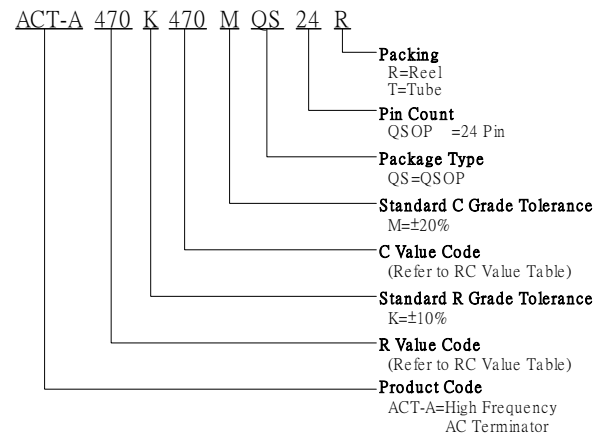 ACT-A 470 K 470 M QS 24 R
Packing
R=Reel
T=Tube
Pin Count
QSOP =24 Pin
Package Type
QS=QSOP
Standard C Grade Tolerance
M=±20%
C Value Code
(Refer to RC Value Table)
Standard R Grade Tolerance
K=±10%
R Value Code
(Refer to RC Value Table)
Product Code
ACT-A=High Frequency
AC Terminator